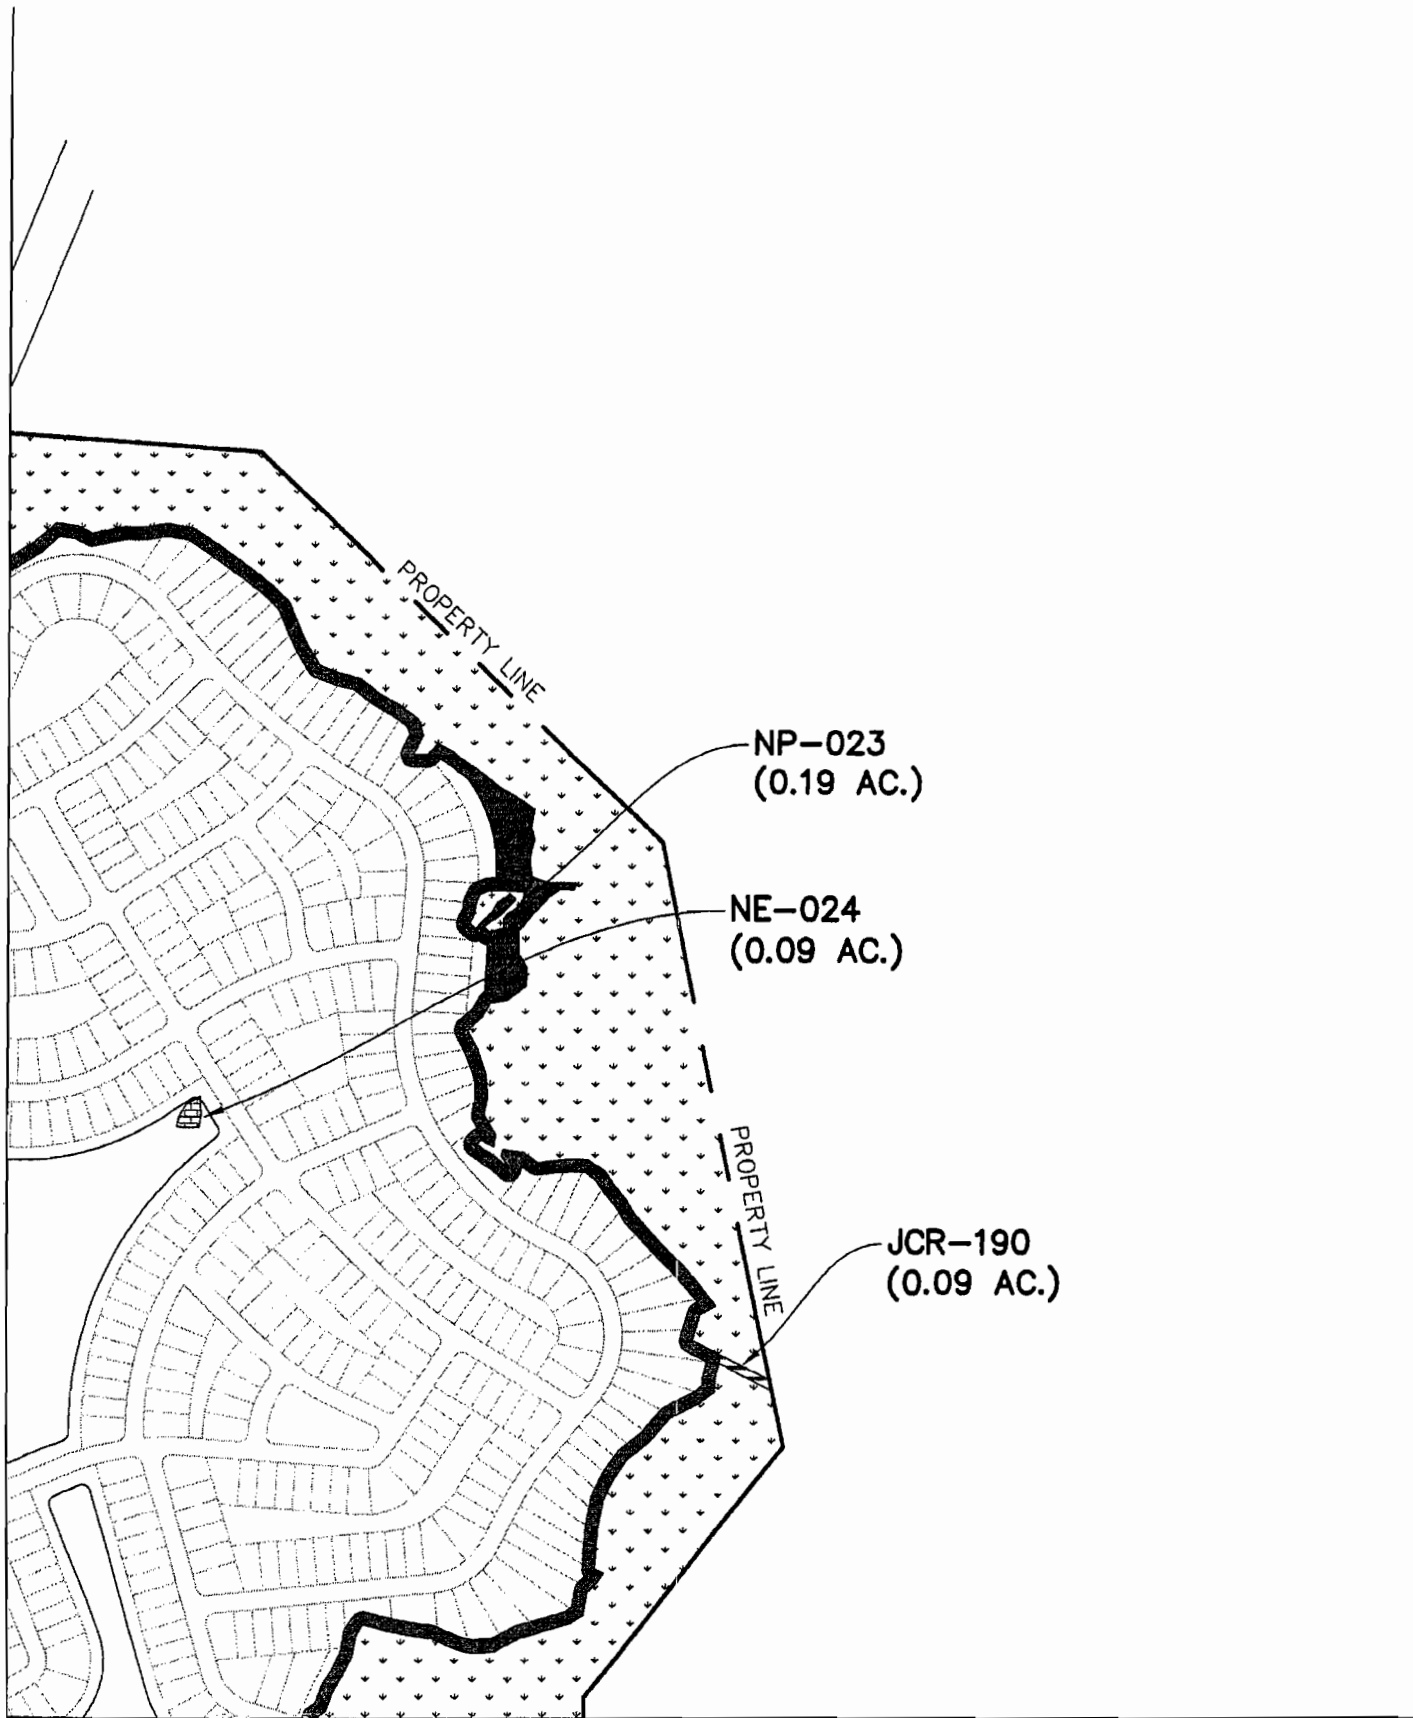 PROPERTY LINE
NP-023
(0.19 AC.)
NE-024
(0.09 AC.)
PROPERTY LINE
JCR-190
(0.09 AC.)